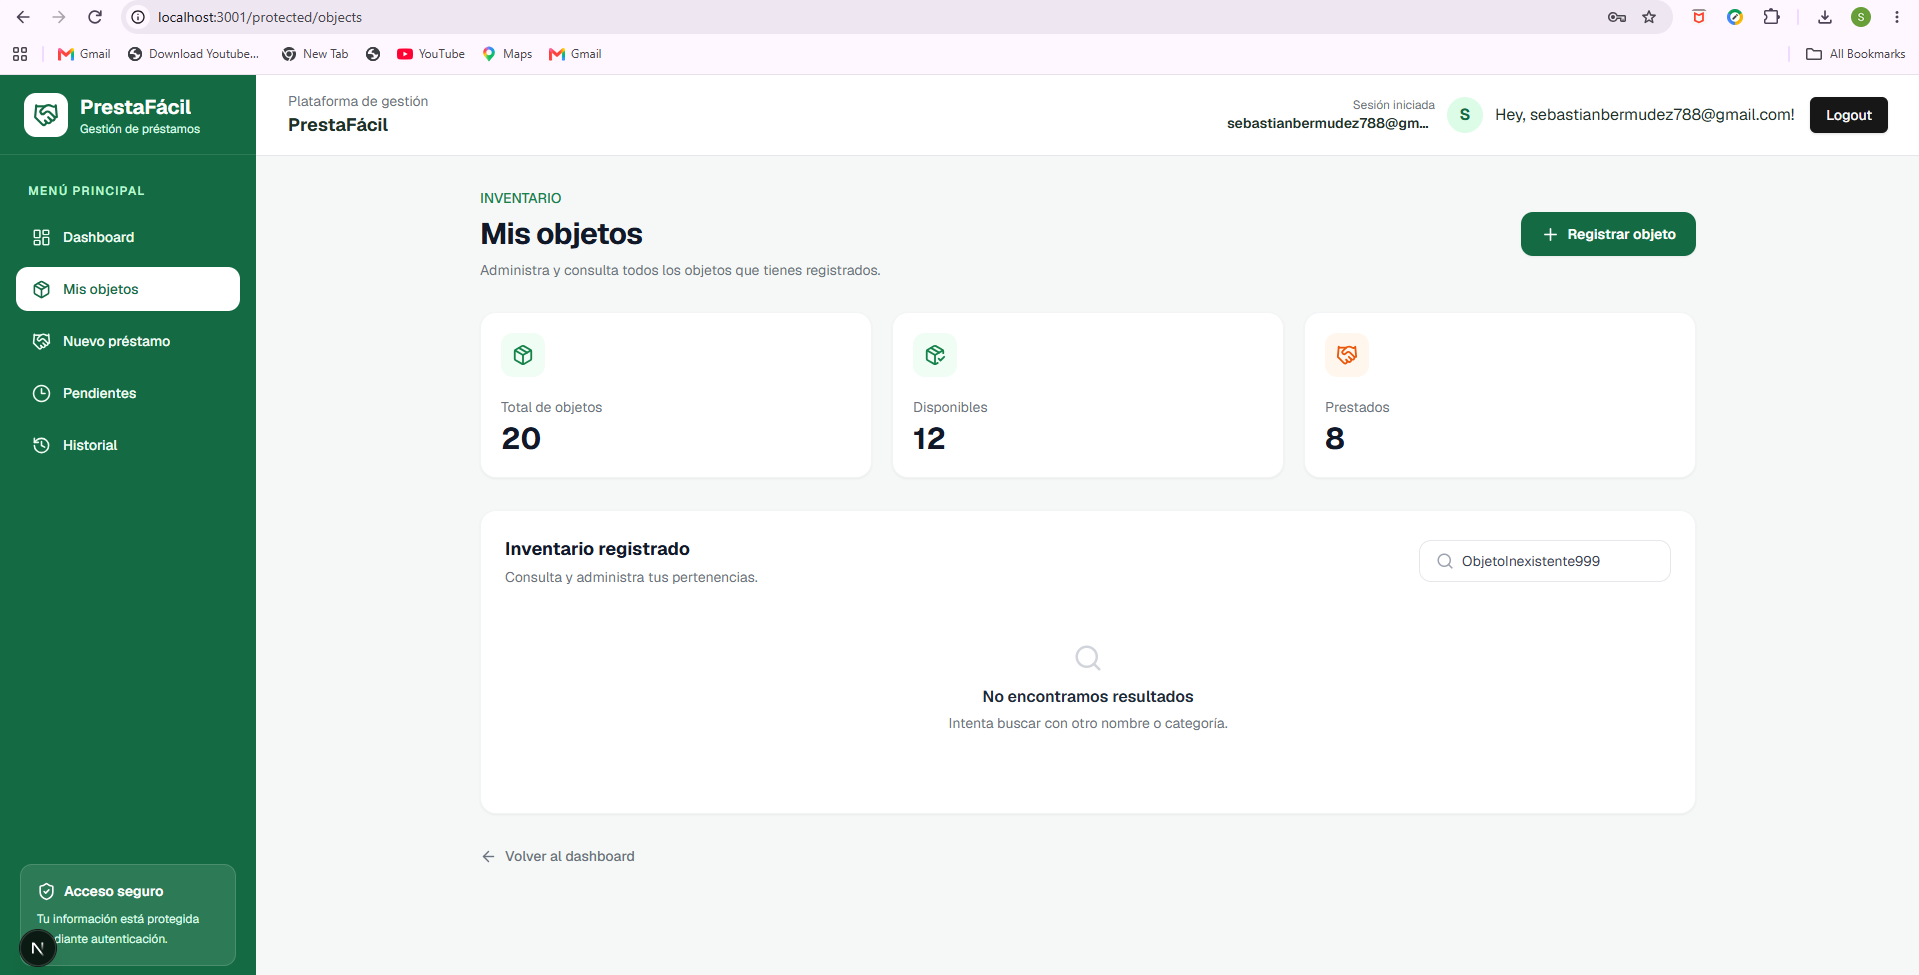 localhost:3001/protected/objects
S
Gmail
Download Youtube...
New Tab
YouTube
Maps
Gmail
All Bookmarks
PrestaFácil
Gestión de préstamos
MENÚ PRINCIPAL
Dashboard
Mis objetos
Nuevo préstamo
Pendientes
Historial
Acceso seguro
Tu información está protegida
diante autenticación.
N
Plataforma de gestión
PrestaFácil
Sesión iniciada
sebastianbermudez788@gm...
S
Hey, sebastianbermudez788@gmail.com!
Logout
INVENTARIO
Mis objetos
Administra y consulta todos los objetos que tienes registrados.
Registrar objeto
Total de objetos
20
Disponibles
12
Prestados
8
Inventario registrado
Consulta y administra tus pertenencias.
ObjetoInexistente999
No encontramos resultados
Intenta buscar con otro nombre o categoría.
Volver al dashboard